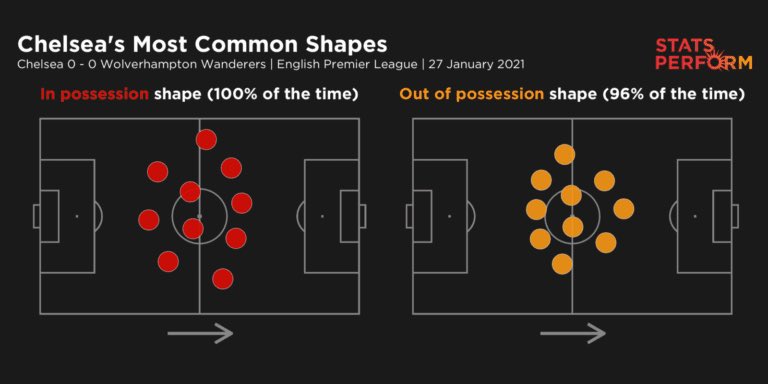 Chelsea's Most Common Shapes
Chelsea 0 - 0 Wolverhampton Wanderers | English Premier League | 27 January 2021
STATS
PERFORM
In possession shape (100% of the time)
Out of possession shape (96% of the time)